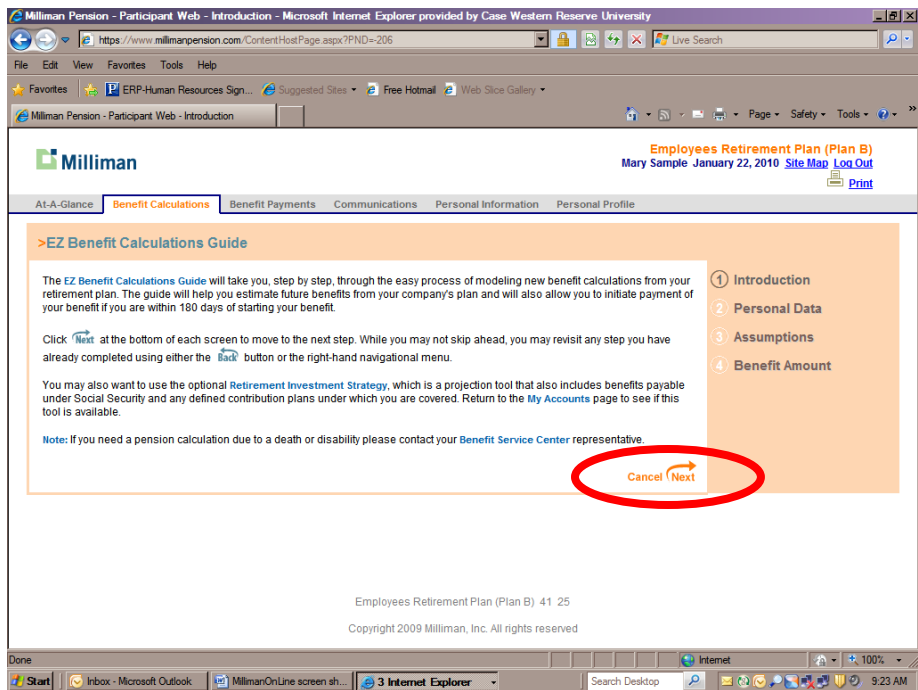 Milliman Pension - Participant Web - Introduction - Microsoft Internet Explorer provided by Case Western Reserve University
https://www.millimanpension.com/ContentHostPage.aspx?PND=-206
Live Search
File Edit View Favorites Tools Help
Favorites ERP-Human Resources Sign... Suggested Sites Free Hotmail Web Slice Gallery
Milliman Pension - Participant Web - Introduction
Page Safety Tools
Employees Retirement Plan (Plan B)
Milliman
Mary Sample January 22, 2010 Site Map Log Out
Print
At-A-Glance Benefit Calculations Benefit Payments Communications Personal Information Personal Profile
>EZ Benefit Calculations Guide
The EZ Benefit Calculations Guide will take you, step by step, through the easy process of modeling new benefit calculations from your
retirement plan. The guide will help you estimate future benefits from your company's plan and will also allow you to initiate payment of
your benefit if you are within 180 days of starting your benefit.
Click Next at the bottom of each screen to move to the next step. While you may not skip ahead, you may revisit any step you have
already completed using either the Back button or the right-hand navigational menu.
You may also want to use the optional Retirement Investment Strategy, which is a projection tool that also includes benefits payable
under Social Security and any defined contribution plans under which you are covered. Return to the My Accounts page to see if this
tool is available.
Note: If you need a pension calculation due to a death or disability please contact your Benefit Service Center representative.
Cancel Next
1 Introduction
2 Personal Data
3 Assumptions
4 Benefit Amount
Employees Retirement Plan (Plan B) 41 25
Copyright 2009 Milliman, Inc. All rights reserved
Done
Internet
100%
Start
Inbox - Microsoft Outlook
MillimanOnLine screen sh...
3 Internet Explorer
Search Desktop
9:23 AM